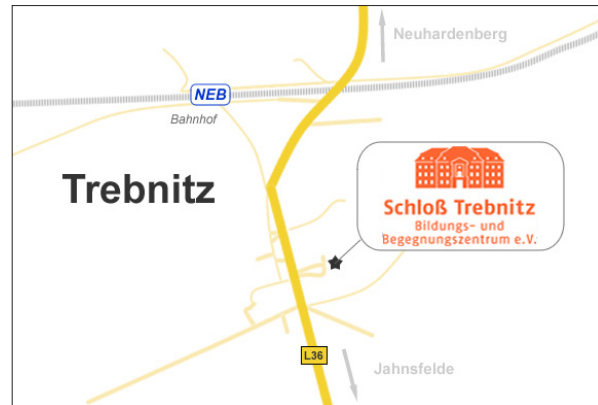 Neuhardenberg
NEB
Bahnhof
Trebnitz
Schloß Trebnitz
Bildungs- und
Begegnungszentrum e.V.
L36
Jahnsfelde